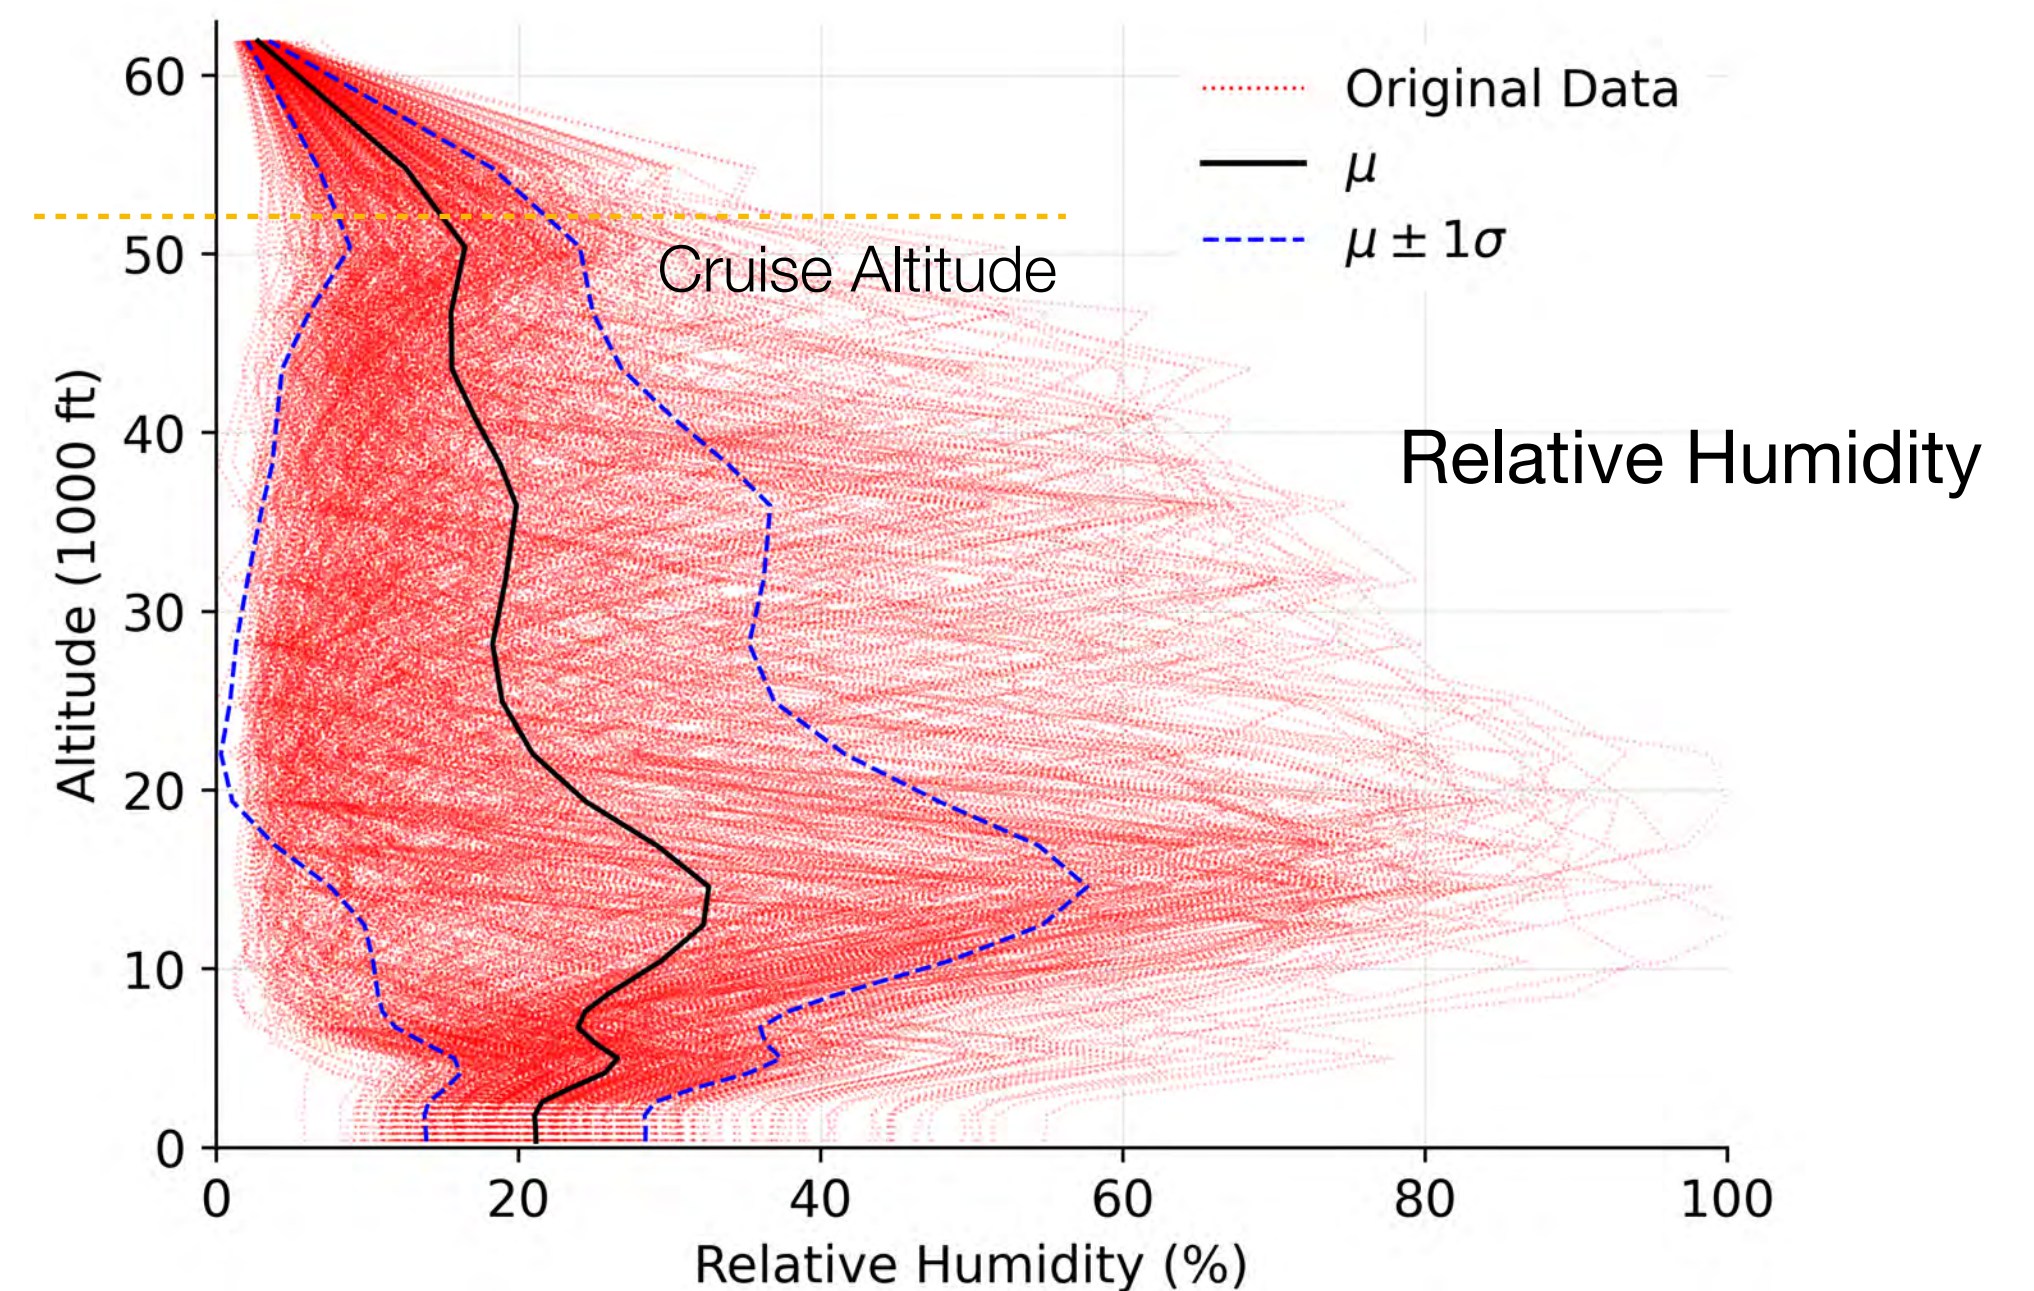 Original Data
μ
μ ± 1σ
Cruise Altitude
Relative Humidity
Altitude (1000 ft)
60
50
40
30
20
10
0
0 20 40 60 80 100
Relative Humidity (%)